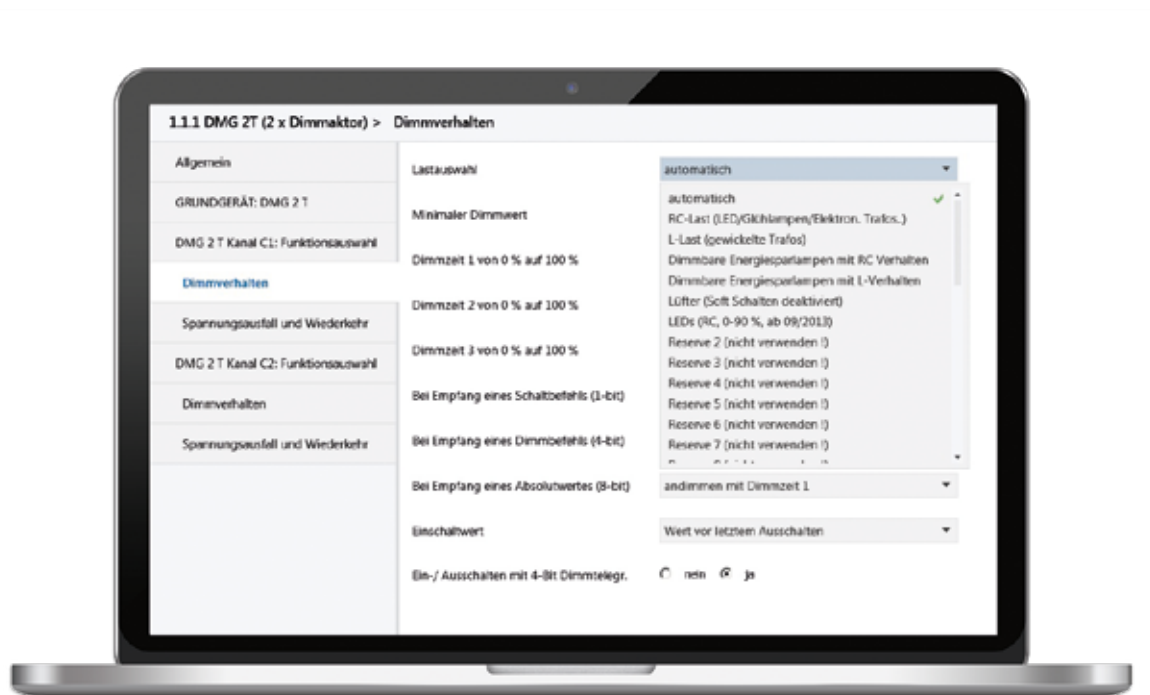 1.1.1 DMG 2T (2 x Dimmaktor) > Dimmverhalten
Allgemein
GRUNDGERÄT: DMG 2 T
DMG 2 T Kanal C1: Funktionsauswahl
Dimmverhalten
Spannungsausfall und Wiederkehr
DMG 2 T Kanal C2: Funktionsauswahl
Dimmverhalten
Spannungsausfall und Wiederkehr
Lastauswahl
automatisch
automatisch
RC-Last (LED/Glühlampen/Elektron. Trafos.)
L-Last (gewickelte Trafos)
Dimmbare Energiesparlampen mit RC Verhalten
Dimmbare Energiesparlampen mit L-Verhalten
Lüfter (Soft Schalten deaktiviert)
LEDs (RC, 0-90 %, ab 09/2013)
Reserve 2 (nicht verwenden !)
Reserve 3 (nicht verwenden !)
Reserve 4 (nicht verwenden !)
Reserve 5 (nicht verwenden !)
Reserve 6 (nicht verwenden !)
Reserve 7 (nicht verwenden !)
Minimaler Dimmwert
Dimmzeit 1 von 0 % auf 100 %
Dimmzeit 2 von 0 % auf 100 %
Dimmzeit 3 von 0 % auf 100 %
Bei Empfang eines Schaltbefehls (1-bit)
Bei Empfang eines Dimmbefehls (4-bit)
Bei Empfang eines Absolutwertes (8-bit)
andimmen mit Dimmzeit 1
Einschaltwert
Wert vor letztem Ausschalten
Ein-/ Ausschalten mit 4-Bit Dimmtelegr.
nein ja